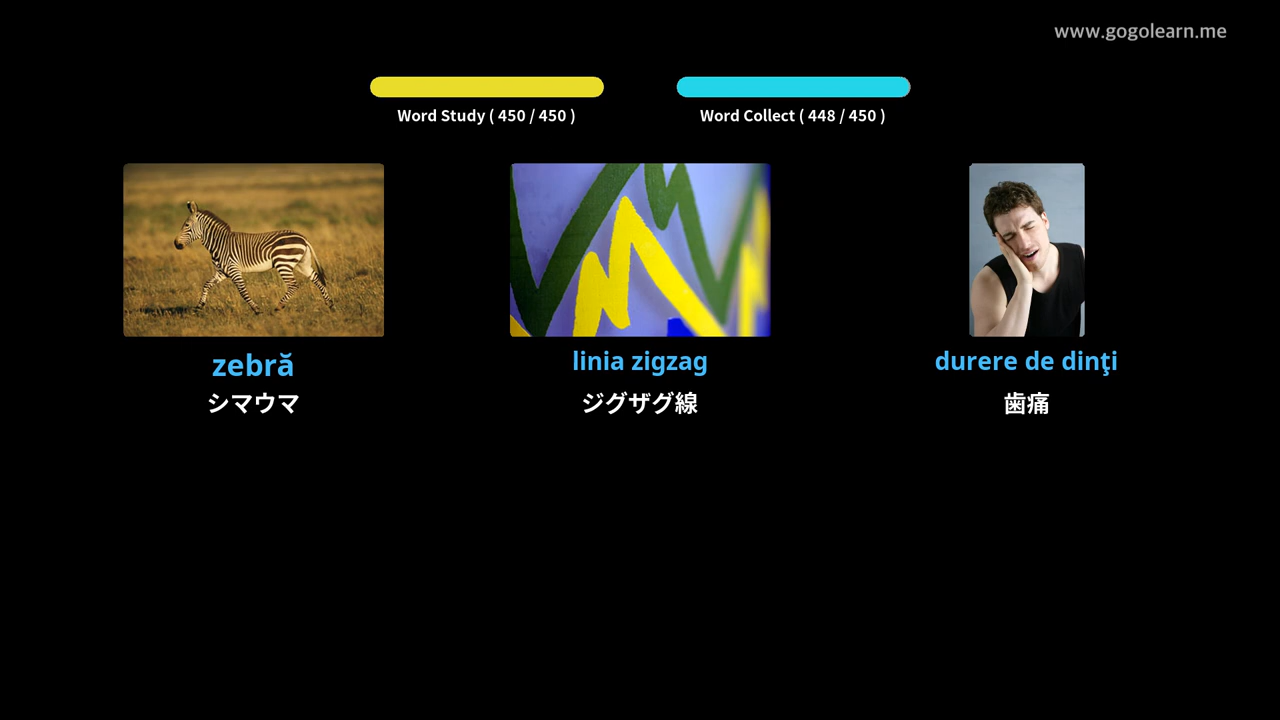 www.gogolearn.me
Word Study ( 450 / 450 )
Word Collect ( 448 / 450 )
zebră
シマウマ
linia zigzag
ジグザグ線
durere de dinţi
歯痛